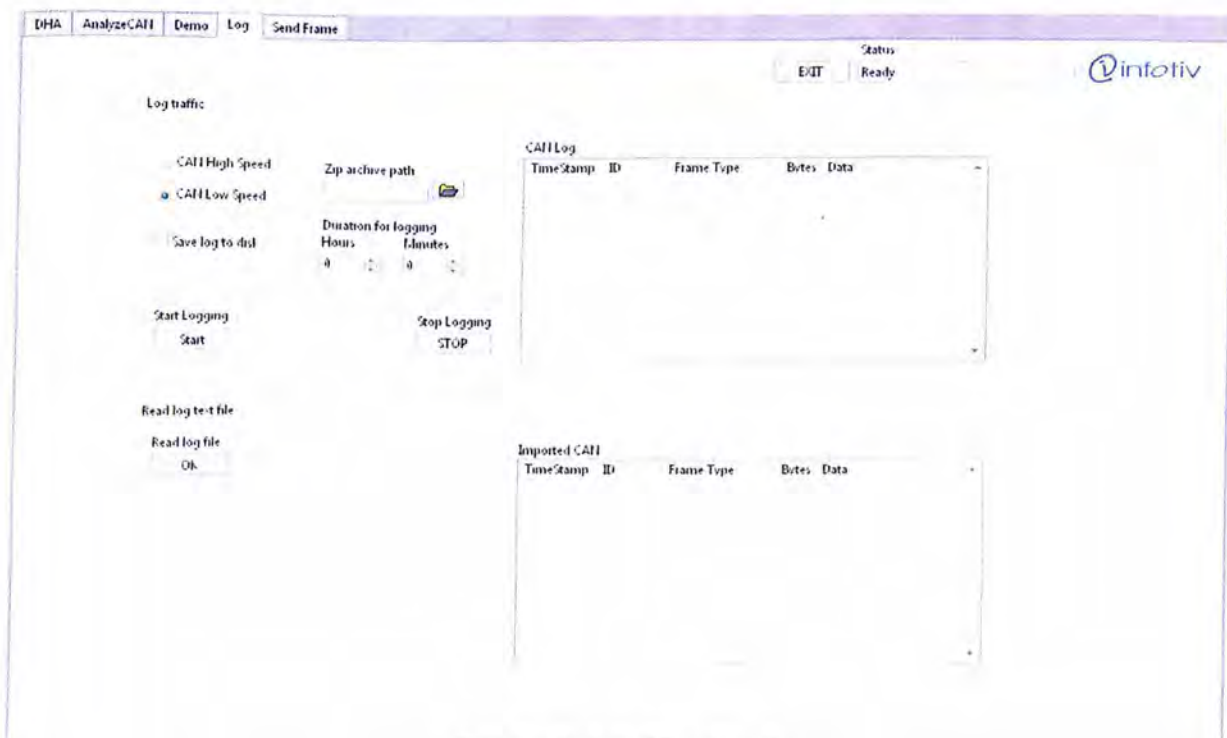 DHA AnalyzeCAN Demo Log Send Frame
Status
EXIT Ready
infotiv
Log traffic
CAN High Speed
CAN Low Speed
Save log to disk
Zip archive path
Duration for logging
Hours Minutes
0 0
Start Logging
Start
Stop Logging
STOP
CAN Log
TimeStamp ID Frame Type Bytes Data
Read log text file
Read log file
OK
Imported CAN
TimeStamp ID Frame Type Bytes Data